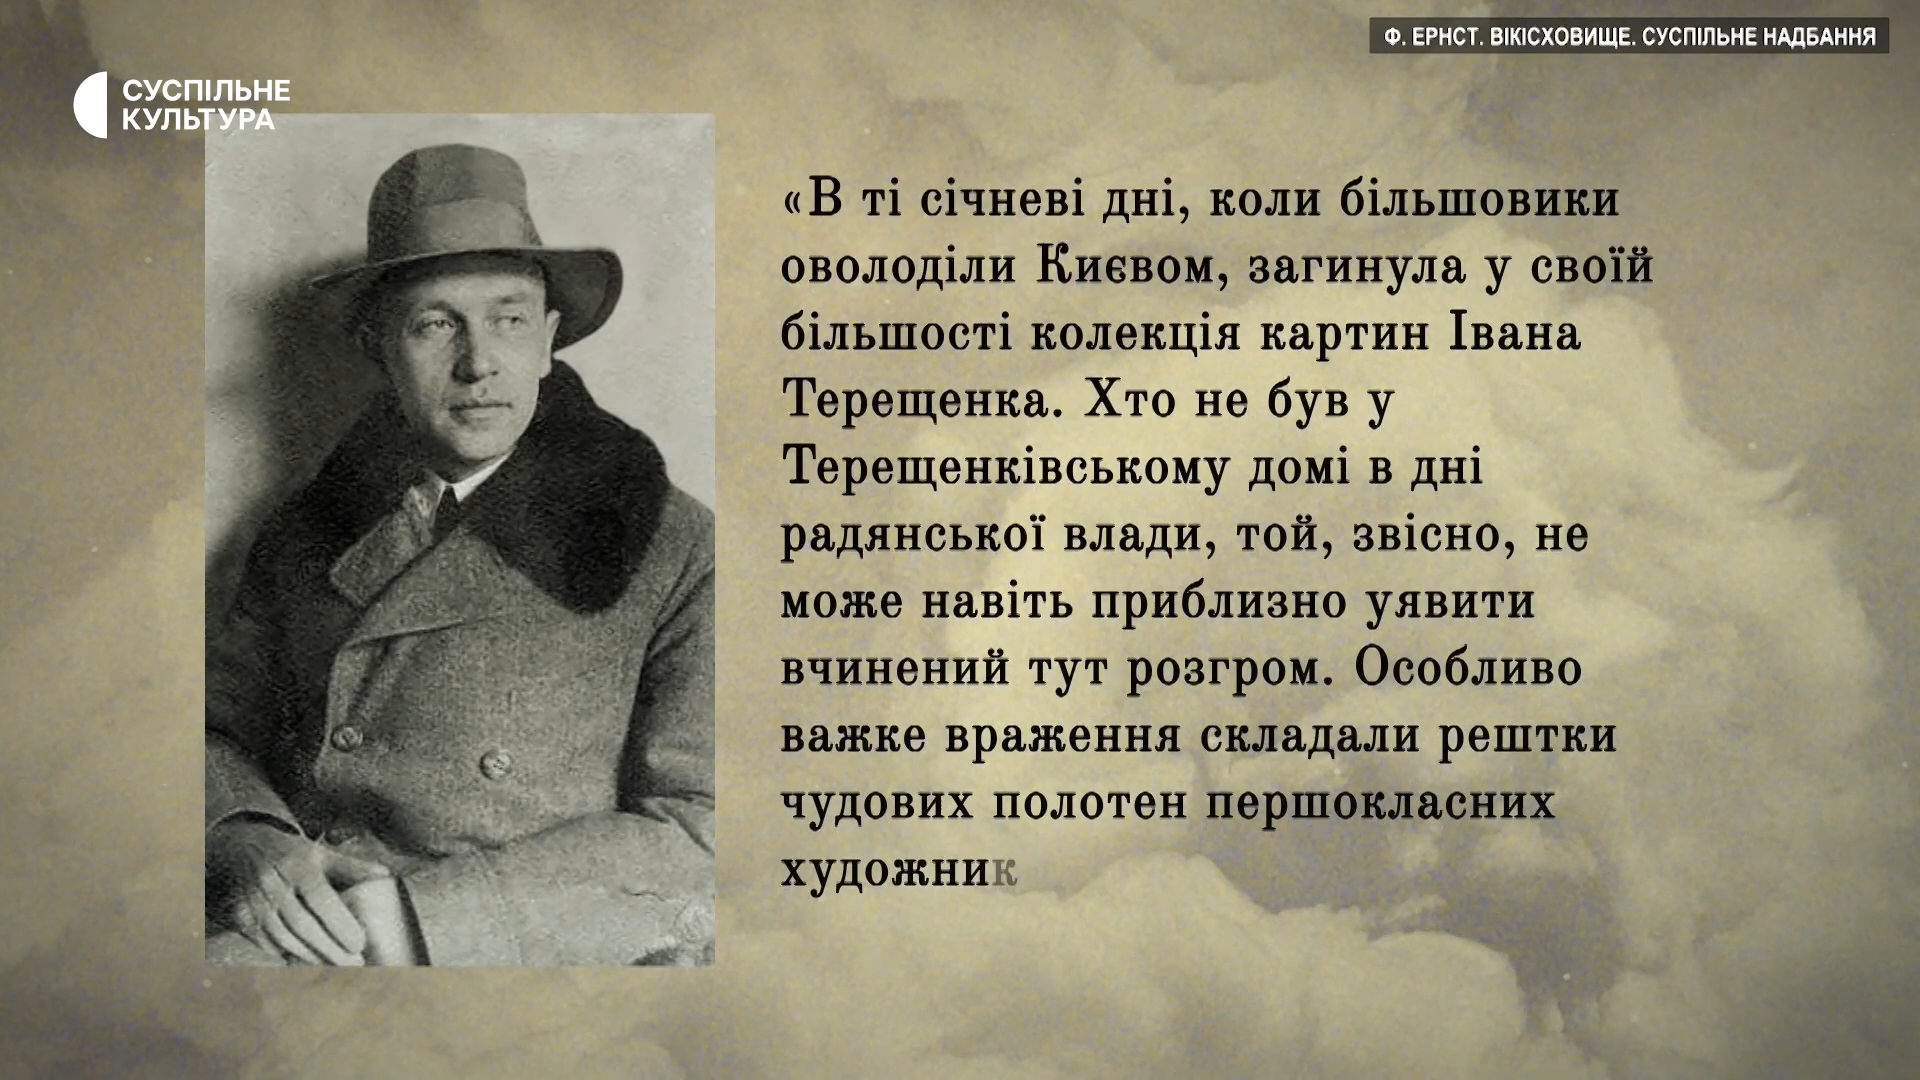 Ф. ЕРНСТ. ВІКІСХОВИЩЕ. СУСПІЛЬНЕ НАДБАННЯ
СУСПІЛЬНЕ
КУЛЬТУРА
«В ті січневі дні, коли більшовики
оволоділи Києвом, загинула у своїй
більшості колекція картин Івана
Терещенка. Хто не був у
Терещенківському домі в дні
радянської влади, той, звісно, не
може навіть приблизно уявити
вчинений тут розгром. Особливо
важке враження складали рештки
чудових полотен першокласних
художник